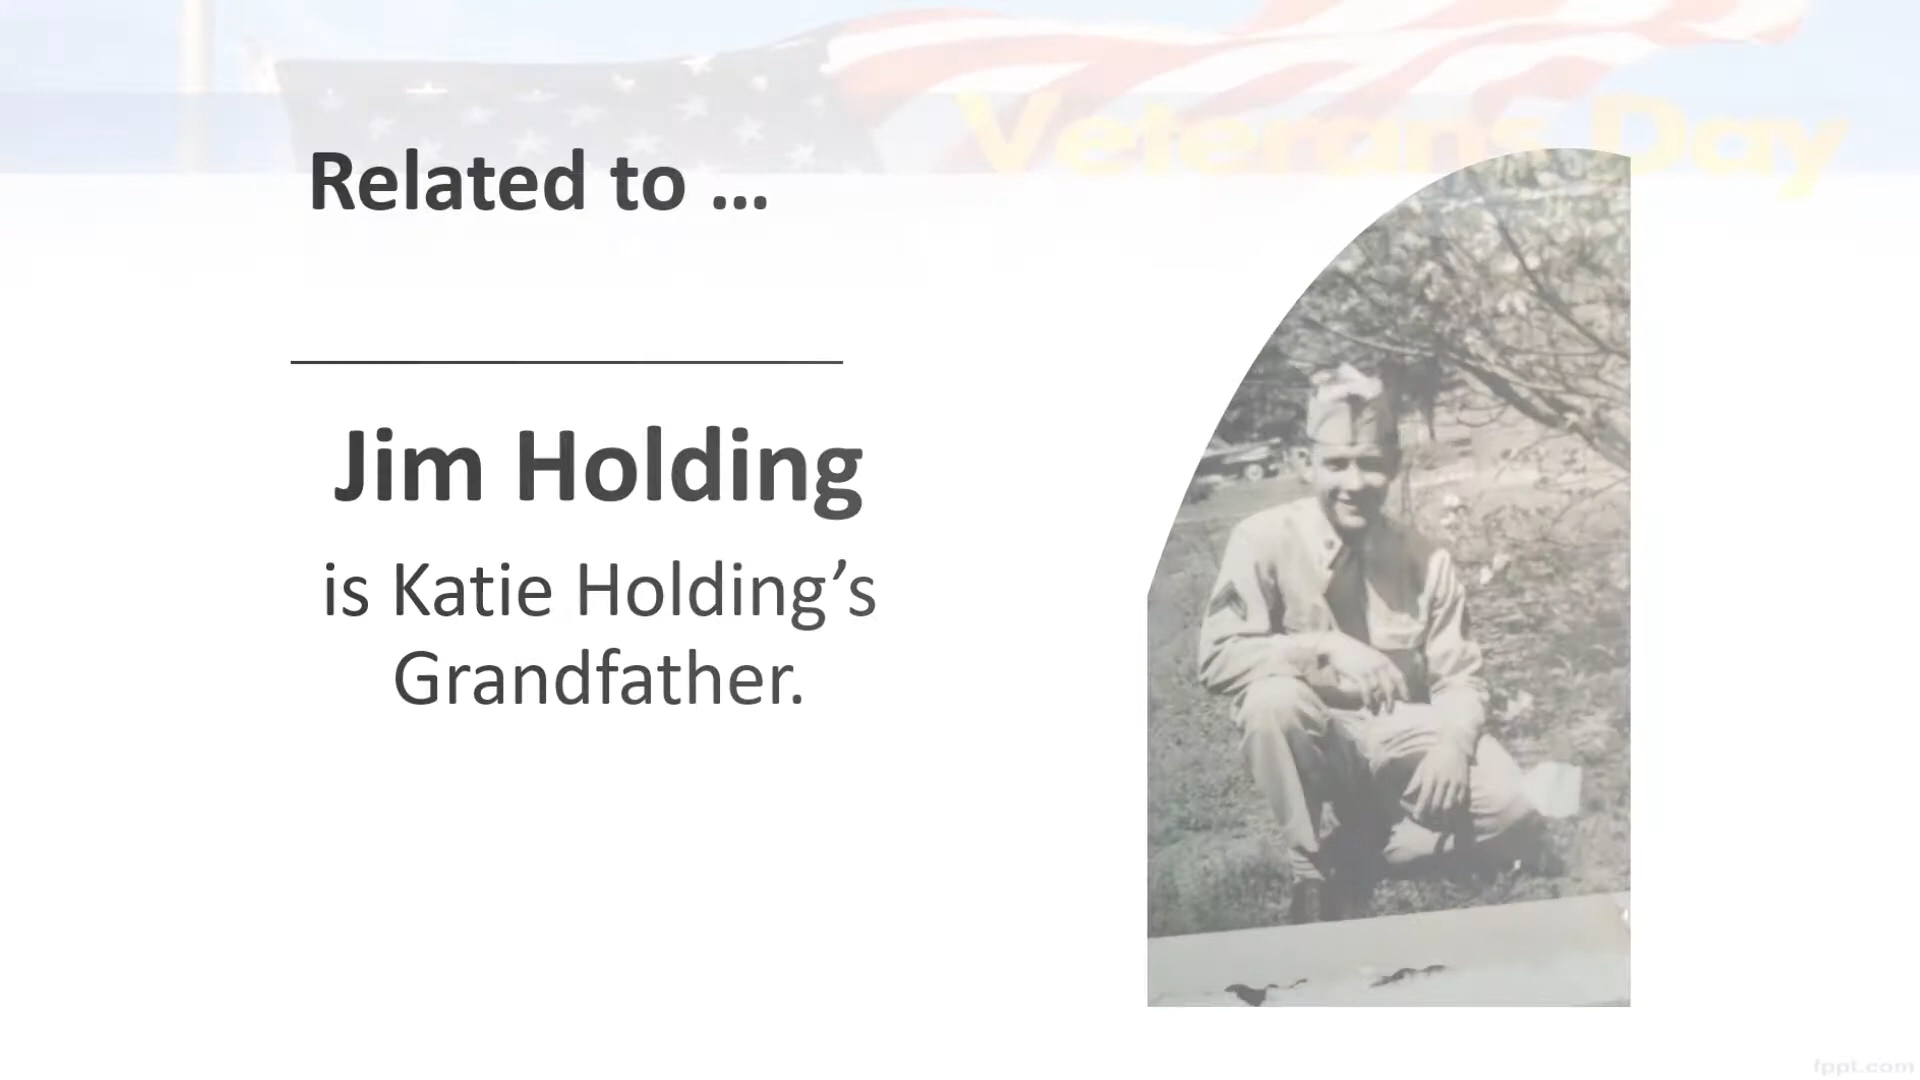 Veterans Day
Related to ...
Jim Holding
is Katie Holding’s
Grandfather.
fppt.com